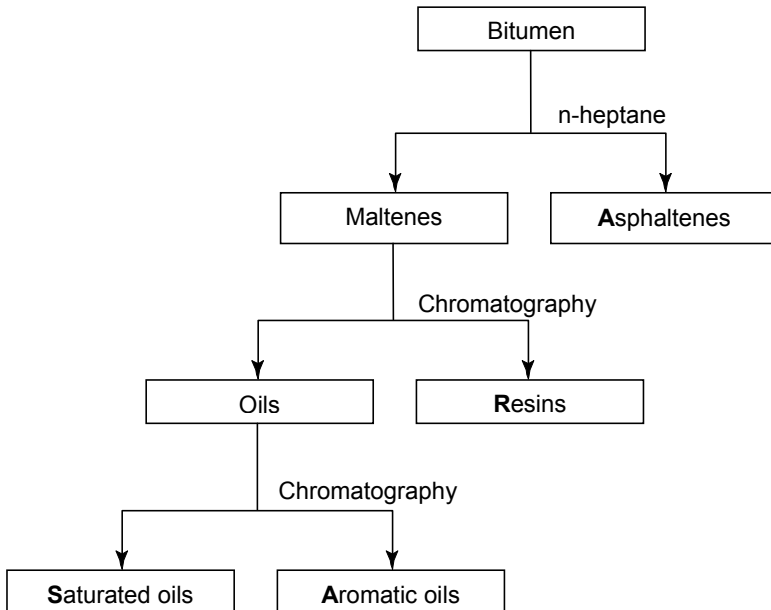 Bitumen
n-heptane
Maltenes
Asphaltenes
Chromatography
Oils
Resins
Chromatography
Saturated oils
Aromatic oils